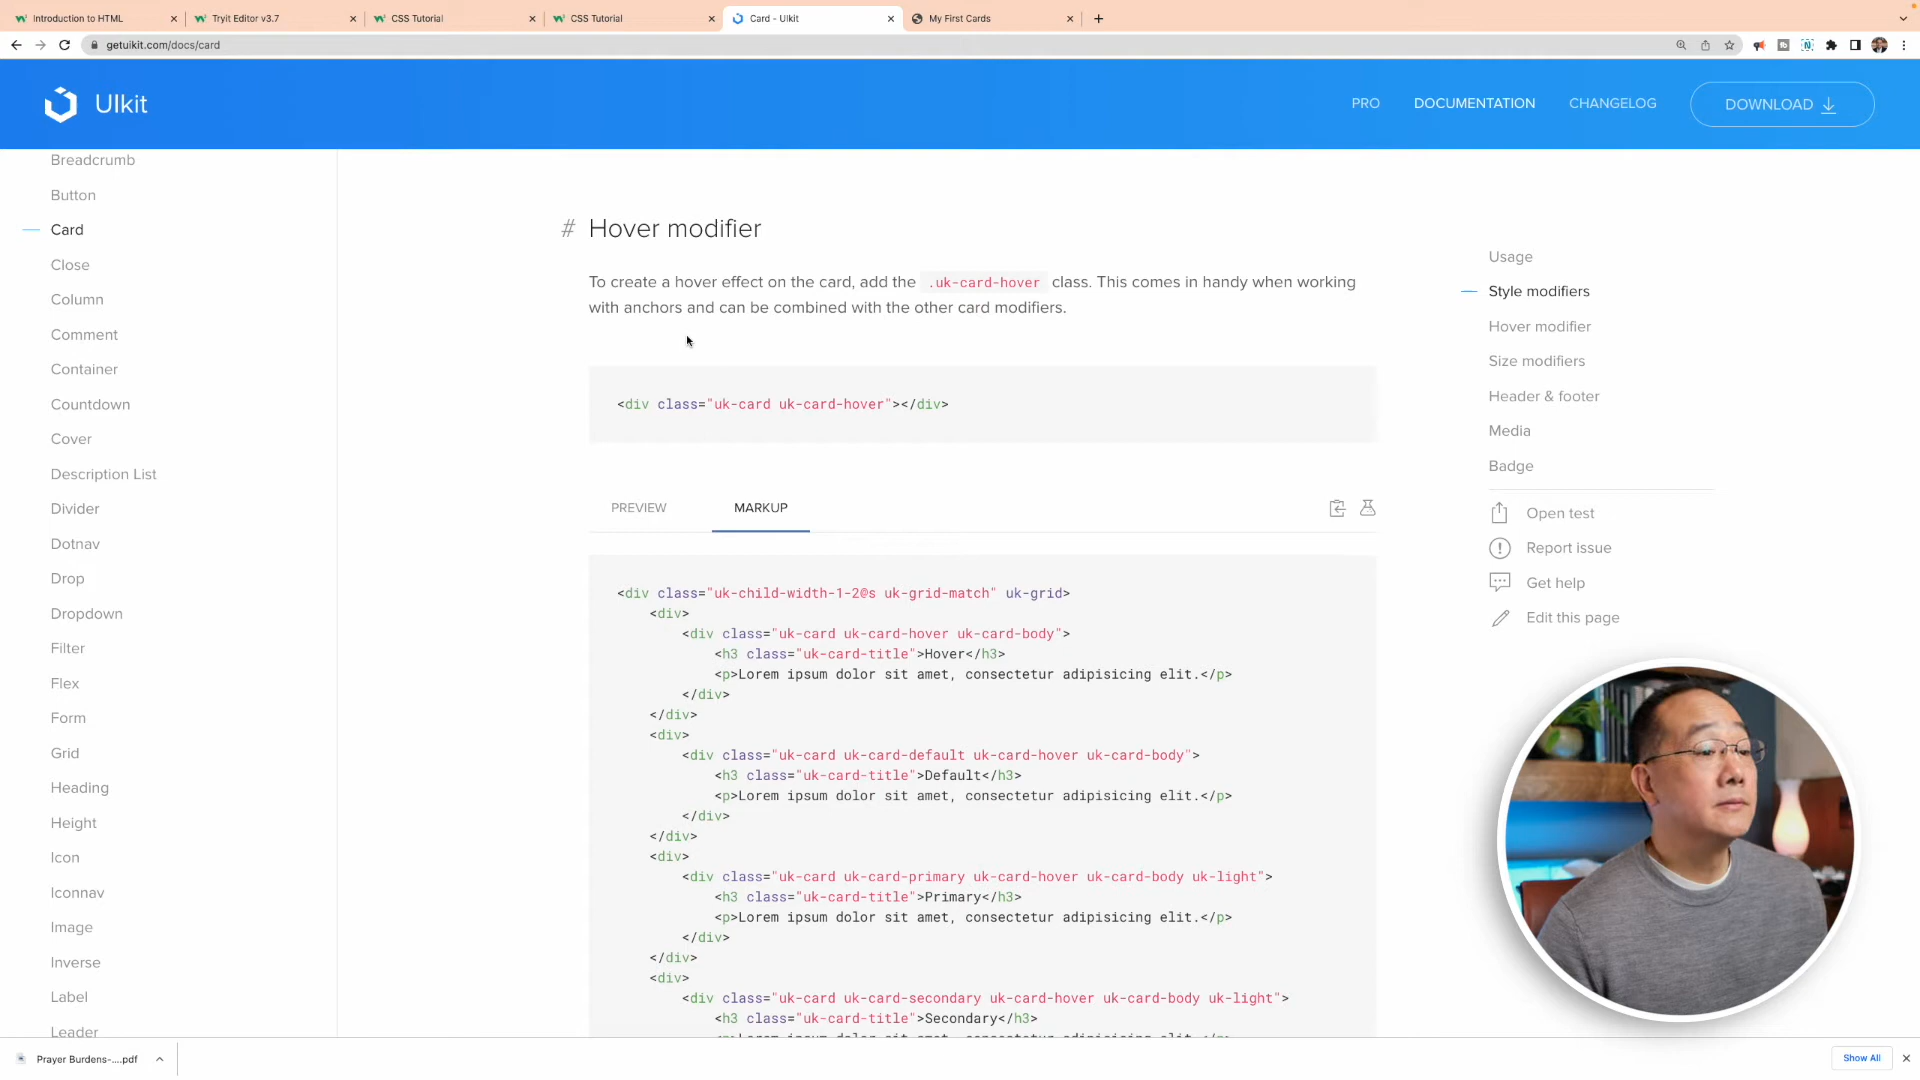 Introduction to HTML
Tryit Editor v3.7
CSS Tutorial
CSS Tutorial
Card - UIkit
My First Cards
getuikit.com/docs/card
UIkit
PRO
DOCUMENTATION
CHANGELOG
DOWNLOAD
Breadcrumb
Button
Card
Close
Column
Comment
Container
Countdown
Cover
Description List
Divider
Dotnav
Drop
Dropdown
Filter
Flex
Form
Grid
Heading
Height
Icon
Iconnav
Image
Inverse
Label
Leader
# Hover modifier
To create a hover effect on the card, add the .uk-card-hover class. This comes in handy when working
with anchors and can be combined with the other card modifiers.
<div class="uk-card uk-card-hover"></div>
PREVIEW
MARKUP
<div class="uk-child-width-1-2@s uk-grid-match" uk-grid>
<div>
<div class="uk-card uk-card-hover uk-card-body">
<h3 class="uk-card-title">Hover</h3>
<p>Lorem ipsum dolor sit amet, consectetur adipisicing elit.</p>
</div>
</div>
<div>
<div class="uk-card uk-card-default uk-card-hover uk-card-body">
<h3 class="uk-card-title">Default</h3>
<p>Lorem ipsum dolor sit amet, consectetur adipisicing elit.</p>
</div>
</div>
<div>
<div class="uk-card uk-card-primary uk-card-hover uk-card-body uk-light">
<h3 class="uk-card-title">Primary</h3>
<p>Lorem ipsum dolor sit amet, consectetur adipisicing elit.</p>
</div>
</div>
<div>
<div class="uk-card uk-card-secondary uk-card-hover uk-card-body uk-light">
<h3 class="uk-card-title">Secondary</h3>
Usage
Style modifiers
Hover modifier
Size modifiers
Header & footer
Media
Badge
Open test
Report issue
Get help
Edit this page
Prayer Burdens-....pdf
Show All